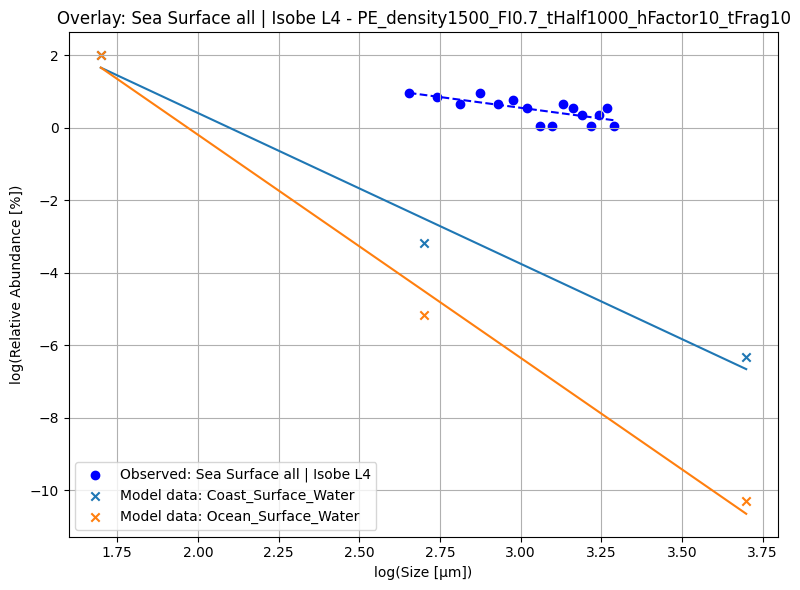 Overlay: Sea Surface all | Isobe L4 - PE_density1500_FI0.7_tHalf1000_hFactor10_tFrag10
log(Relative Abundance [%])
2
0
−2
−4
−6
−8
−10
Observed: Sea Surface all | Isobe L4
Model data: Coast_Surface_Water
Model data: Ocean_Surface_Water
1.75 2.00 2.25 2.50 2.75 3.00 3.25 3.50 3.75
log(Size [μm])